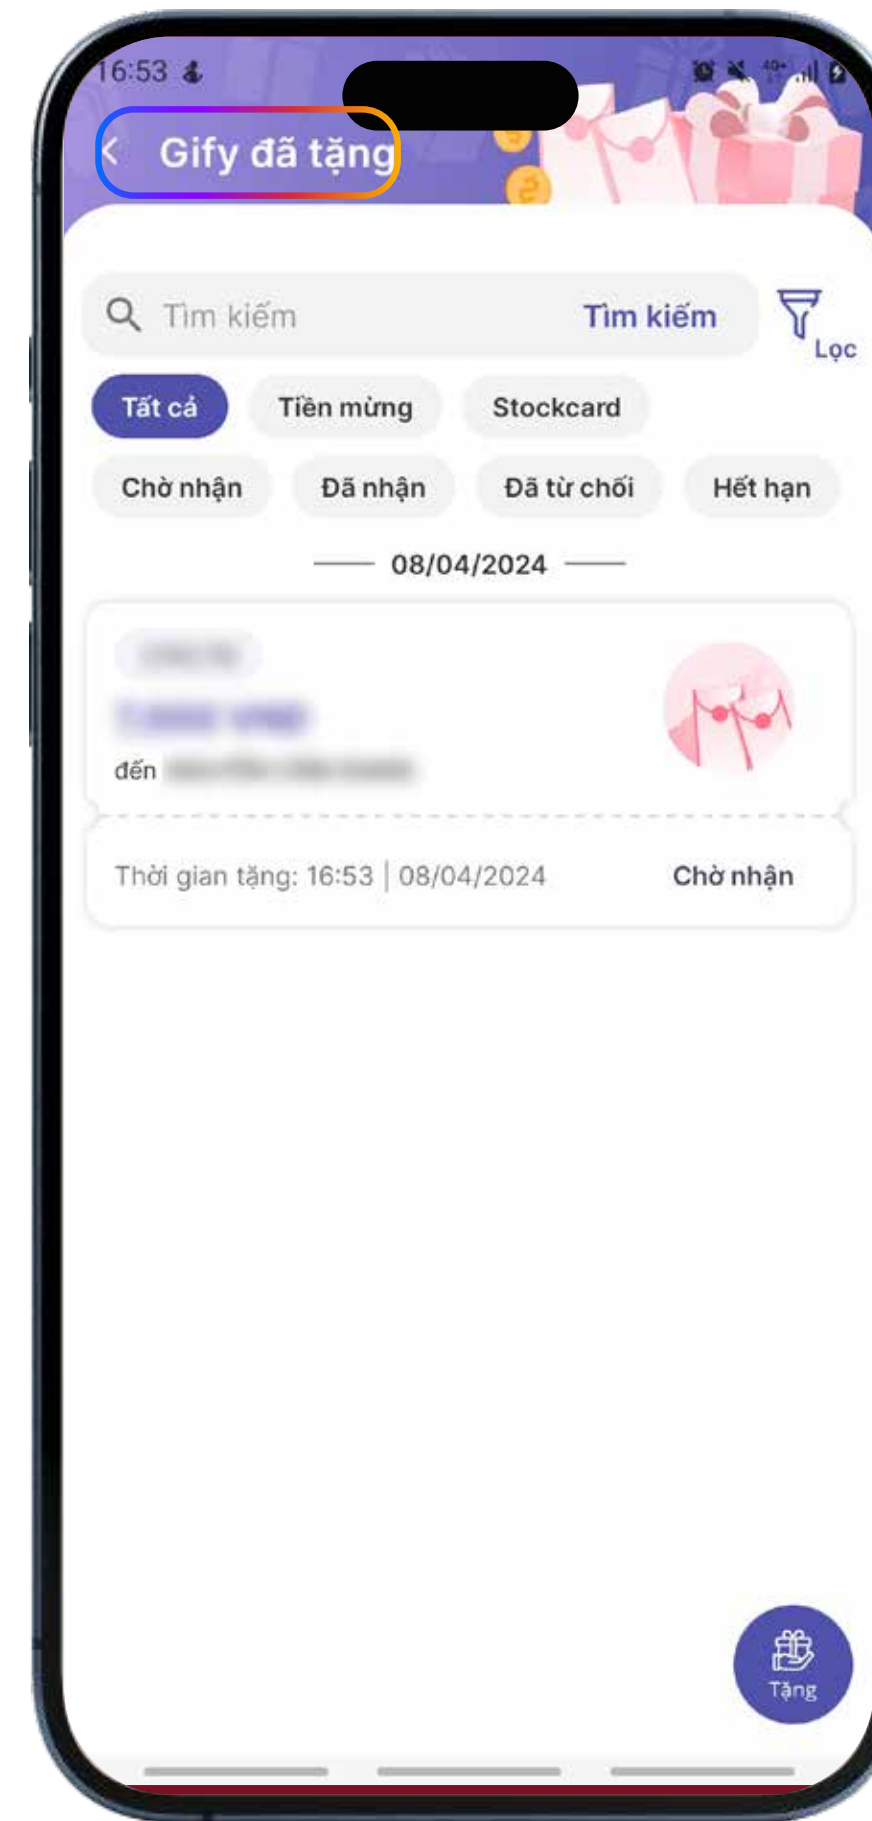 16:53
Gify đã tặng
Tìm kiếm Tìm kiếm
Lọc
Tất cả Tiền mừng Stockcard
Chờ nhận Đã nhận Đã từ chối Hết hạn
08/04/2024
đến
Thời gian tặng: 16:53 | 08/04/2024 Chờ nhận
Tặng